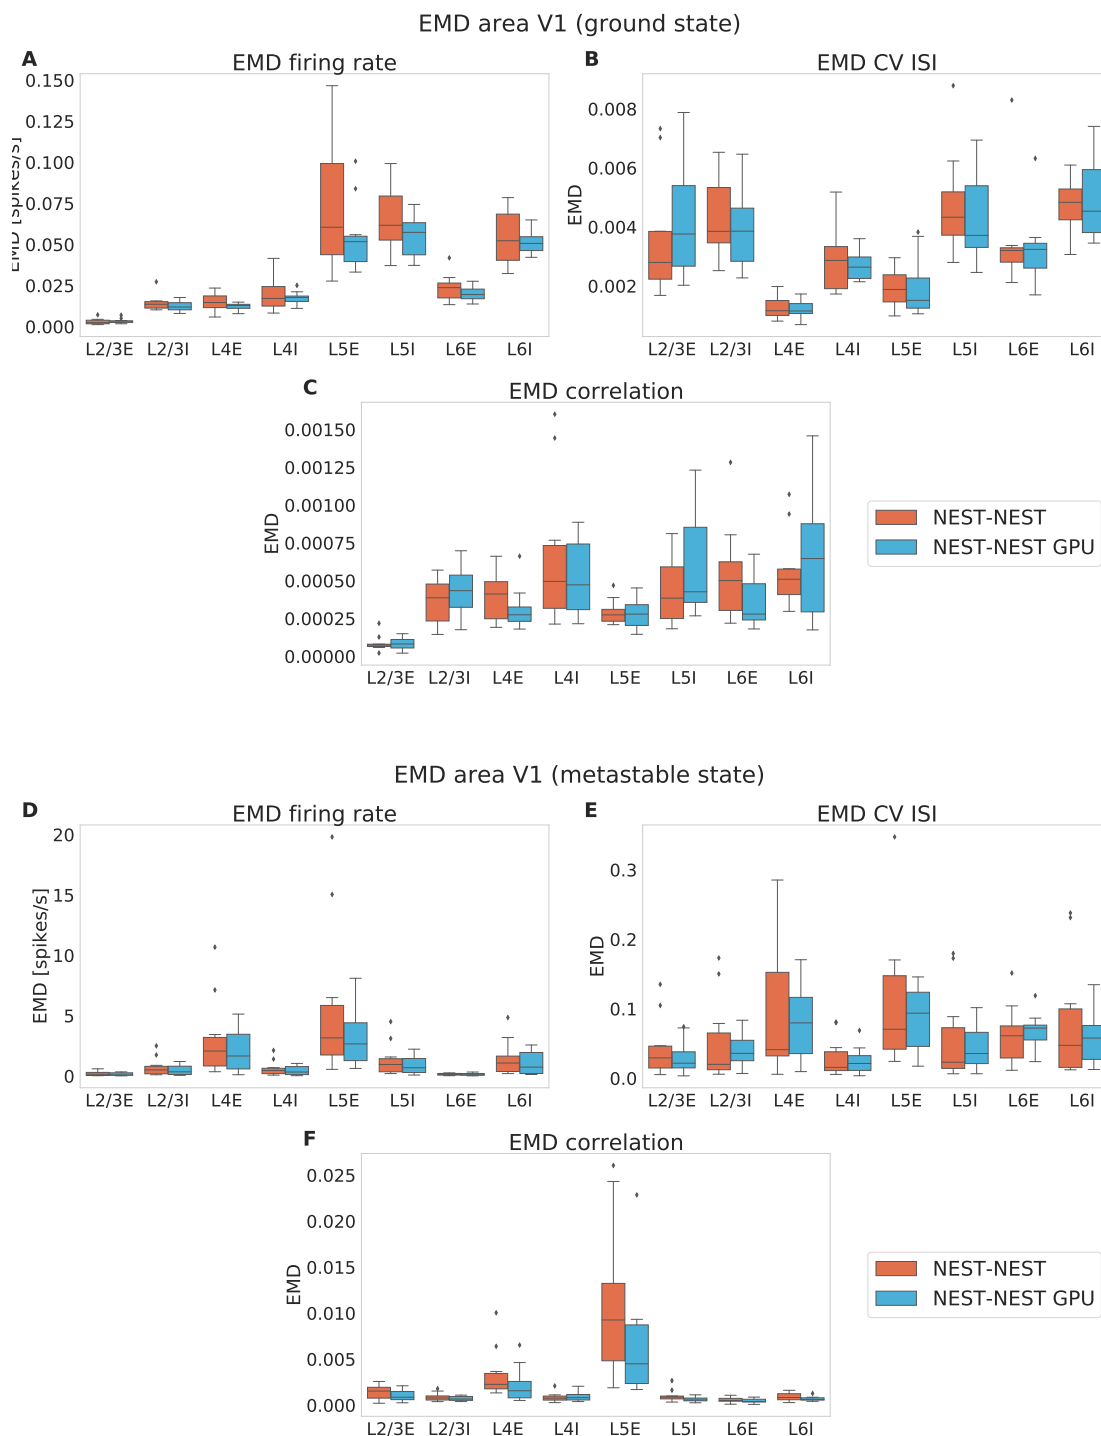 EMD area V1 (ground state)
A
EMD firing rate
EMD [spikes/s]
0.150
0.125
0.100
0.075
0.050
0.025
0.000
L2/3E L2/3I L4E L4I L5E L5I L6E L6I
B
EMD CV ISI
EMD
0.008
0.006
0.004
0.002
L2/3E L2/3I L4E L4I L5E L5I L6E L6I
C
EMD correlation
EMD
0.00150
0.00125
0.00100
0.00075
0.00050
0.00025
0.00000
L2/3E L2/3I L4E L4I L5E L5I L6E L6I
NEST-NEST
NEST-NEST GPU
EMD area V1 (metastable state)
D
EMD firing rate
EMD [spikes/s]
20
15
10
5
0
L2/3E L2/3I L4E L4I L5E L5I L6E L6I
E
EMD CV ISI
EMD
0.3
0.2
0.1
0.0
L2/3E L2/3I L4E L4I L5E L5I L6E L6I
F
EMD correlation
EMD
0.025
0.020
0.015
0.010
0.005
0.000
L2/3E L2/3I L4E L4I L5E L5I L6E L6I
NEST-NEST
NEST-NEST GPU